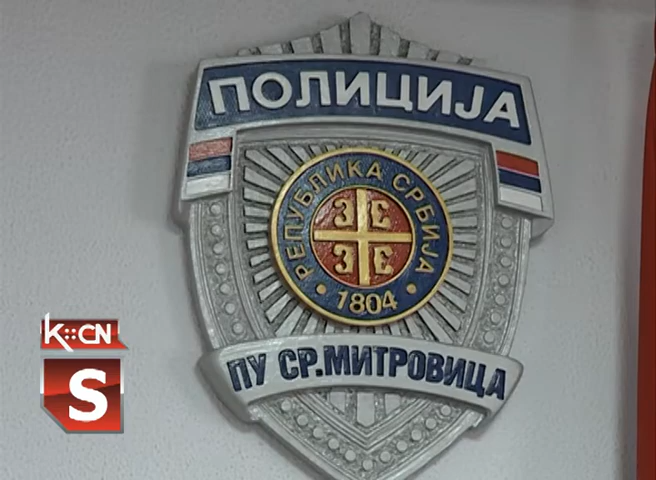 ПОЛИЦИЈА
РЕПУБЛИКА СРБИЈА
1804
ПУ СР.МИТРОВИЦА
K::CN
S